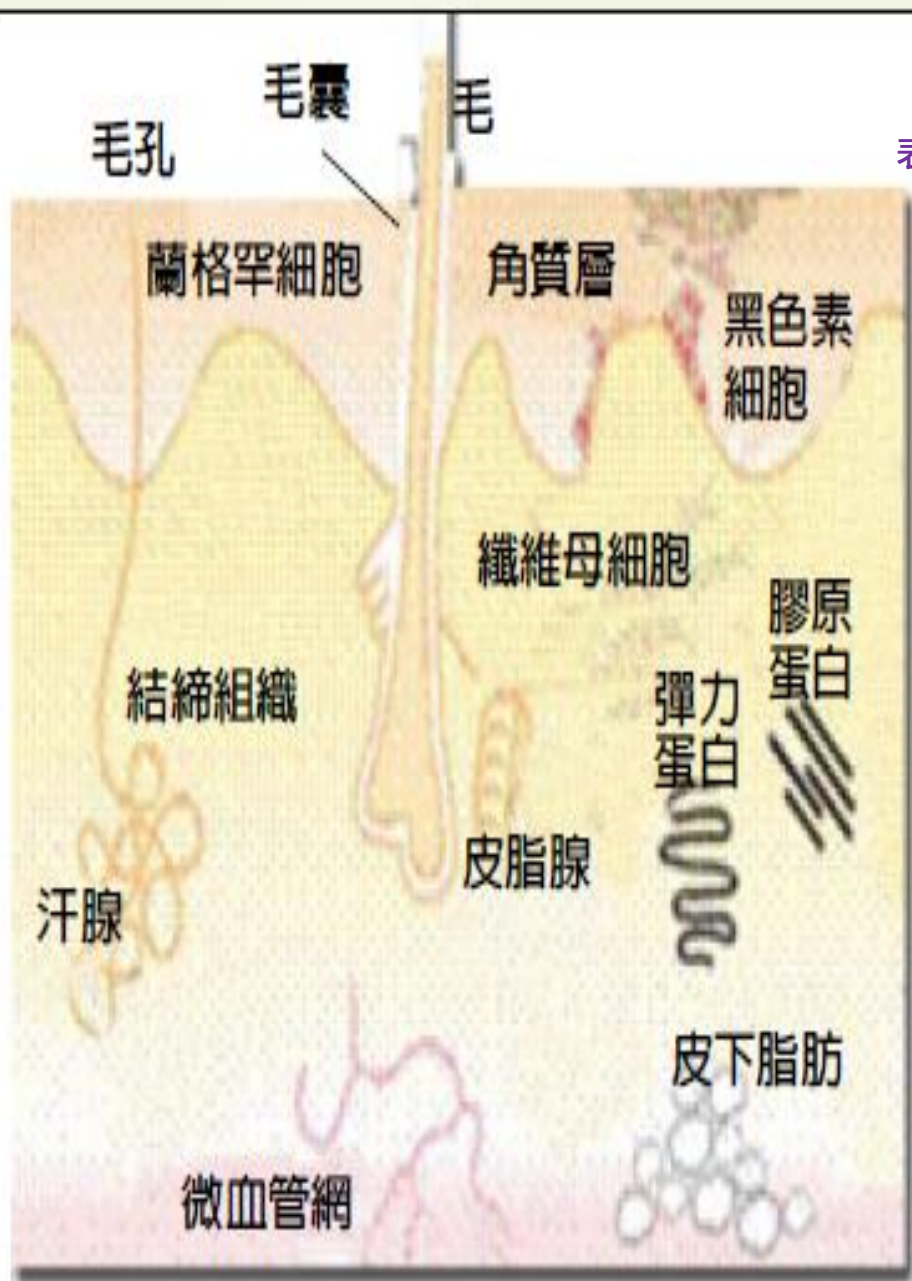 毛囊
毛
毛孔
表
蘭格罕細胞
角質層
黑色素
細胞
纖維母細胞
膠原
蛋白
結締組織
彈力
蛋白
皮脂腺
汗腺
皮下脂肪
微血管網